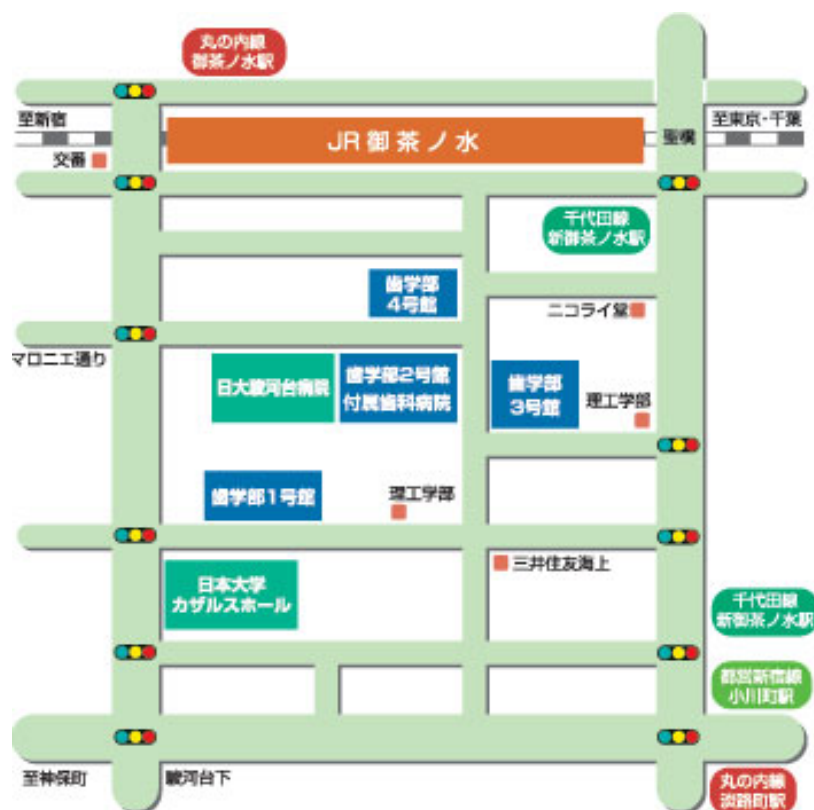 丸の内線
御茶ノ水駅
至新宿
JR御茶ノ水
聖橋
至東京・千葉
交番
千代田線
新御茶ノ水駅
歯学部
4号館
ニコライ堂
マロニエ通り
日大駿河台病院
歯学部2号館
付属歯科病院
歯学部
3号館
理工学部
歯学部1号館
理工学部
三井住友海上
日本大学
カザルスホール
千代田線
新御茶ノ水駅
都営新宿線
小川町駅
至神保町
駿河台下
丸の内線
淡路町駅